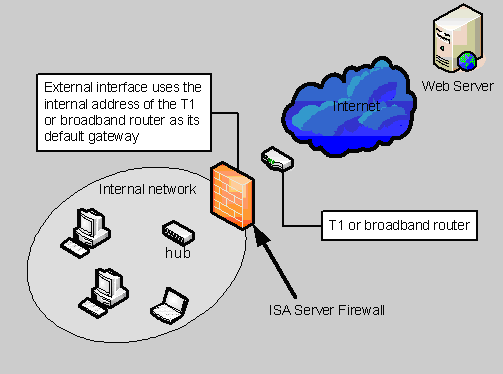 Web Server
External interface uses the
internal address of the T1
or broadband router as its
default gateway
Internet
Internal network
T1 or broadband router
hub
ISA Server Firewall